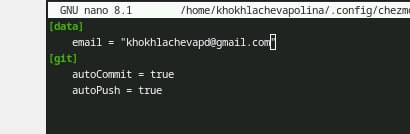 GNU nano 8.1 /home/khokhlachevapolina/.config/chezm
[data]
email = "khokhlachevapd@gmail.com"
[git]
autoCommit = true
autoPush = true